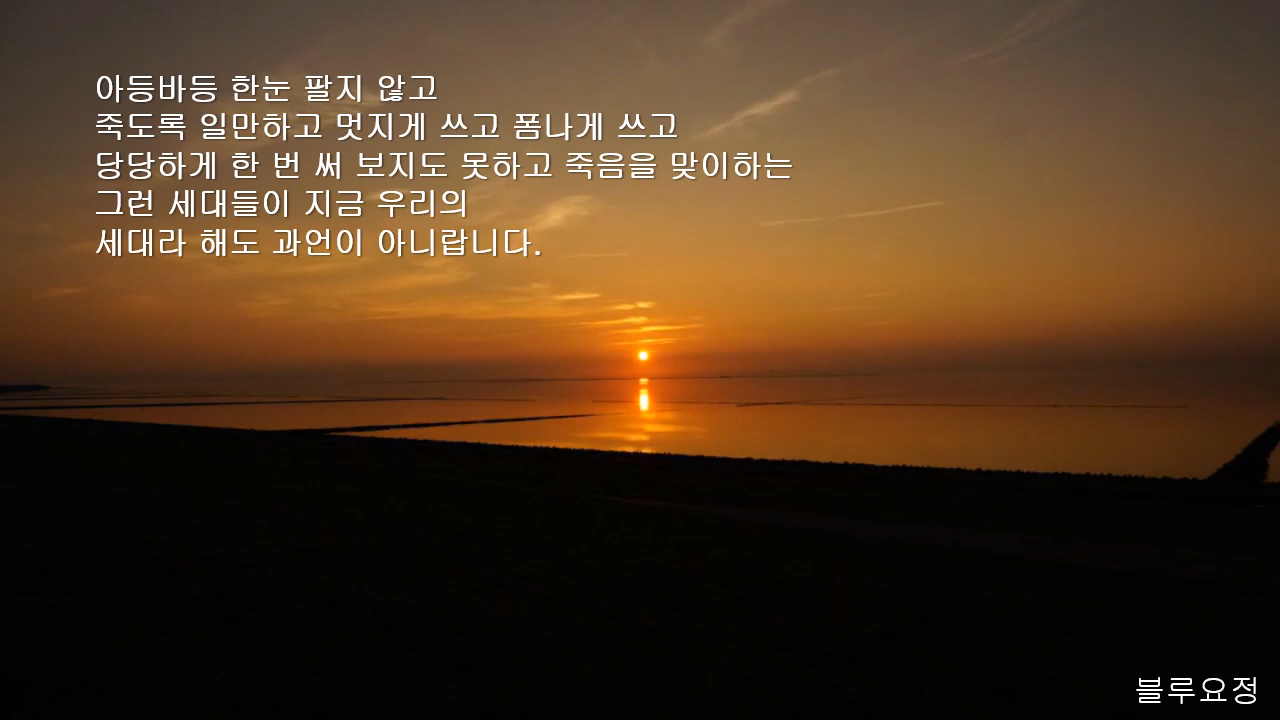 아등바등 한눈 팔지 않고
죽도록 일만하고 멋지게 쓰고 폼나게 쓰고
당당하게 한 번 써 보지도 못하고 죽음을 맞이하는
그런 세대들이 지금 우리의
세대라 해도 과언이 아니랍니다.
블루요정